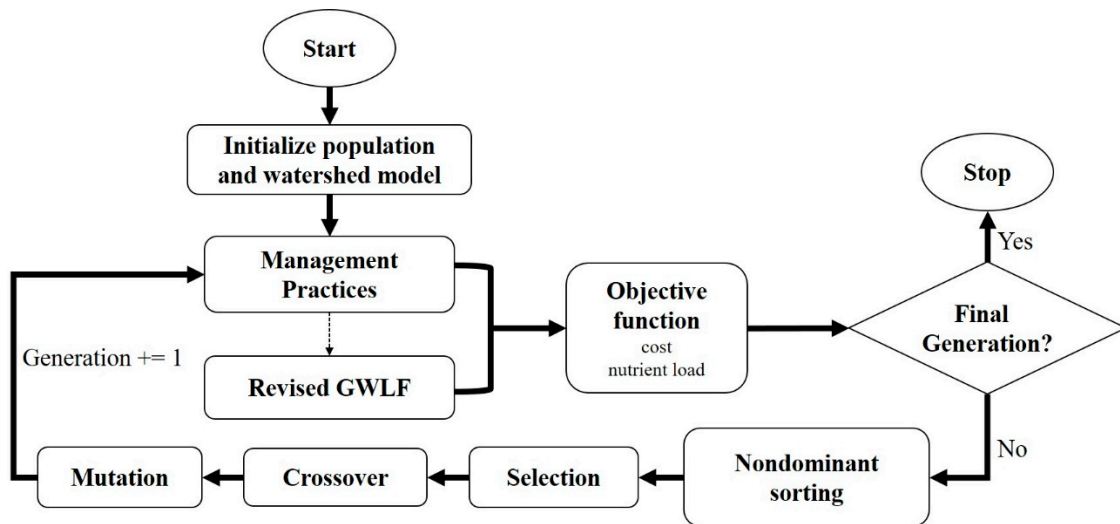 Start
Initialize population
and watershed model
Management
Practices
Revised GWLF
Objective
function
cost
nutrient load
Final
Generation?
Yes
Stop
No
Nondominant
sorting
Selection
Crossover
Mutation
Generation += 1